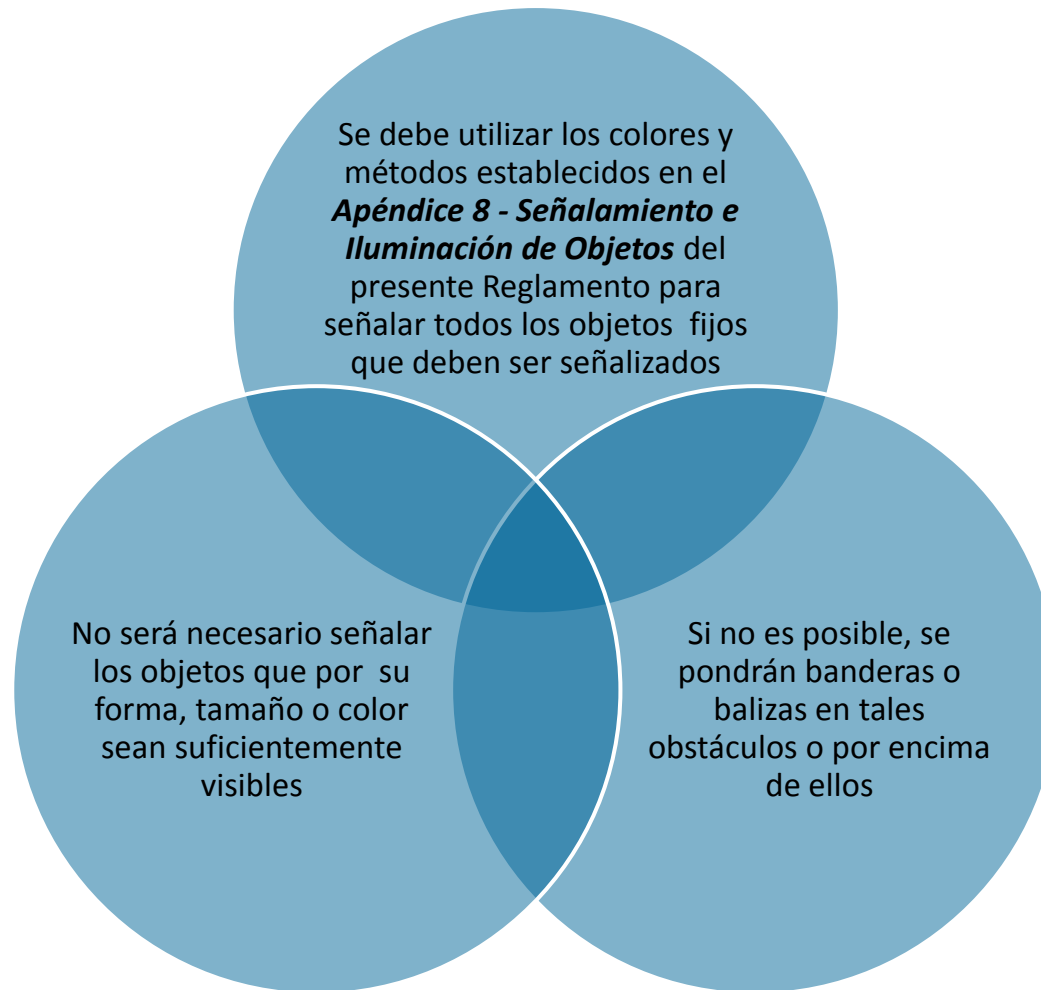 Se debe utilizar los colores y
métodos establecidos en el
Apéndice 8 - Señalamiento e
Iluminación de Objetos del
presente Reglamento para
señalar todos los objetos  fijos
que deben ser señalizados
No será necesario señalar
los objetos que por  su
forma, tamaño o color
sean suficientemente
visibles
Si no es posible, se
pondrán banderas o
balizas en tales
obstáculos o por encima
de ellos